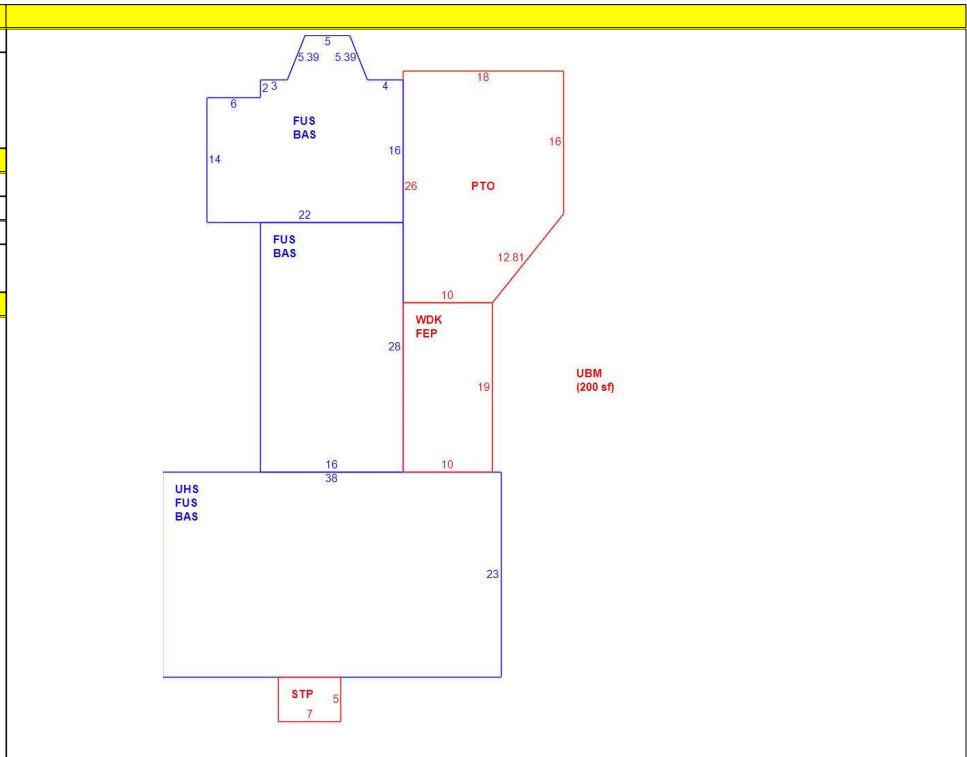 5
5.39 5.39
18
2 3
4
6
FUS
BAS
16
16
14
26
PTO
22
FUS
BAS
12.81
10
WDK
FEP
28
19
UBM
(200 sf)
16
10
38
UHS
FUS
BAS
23
STP
5
7